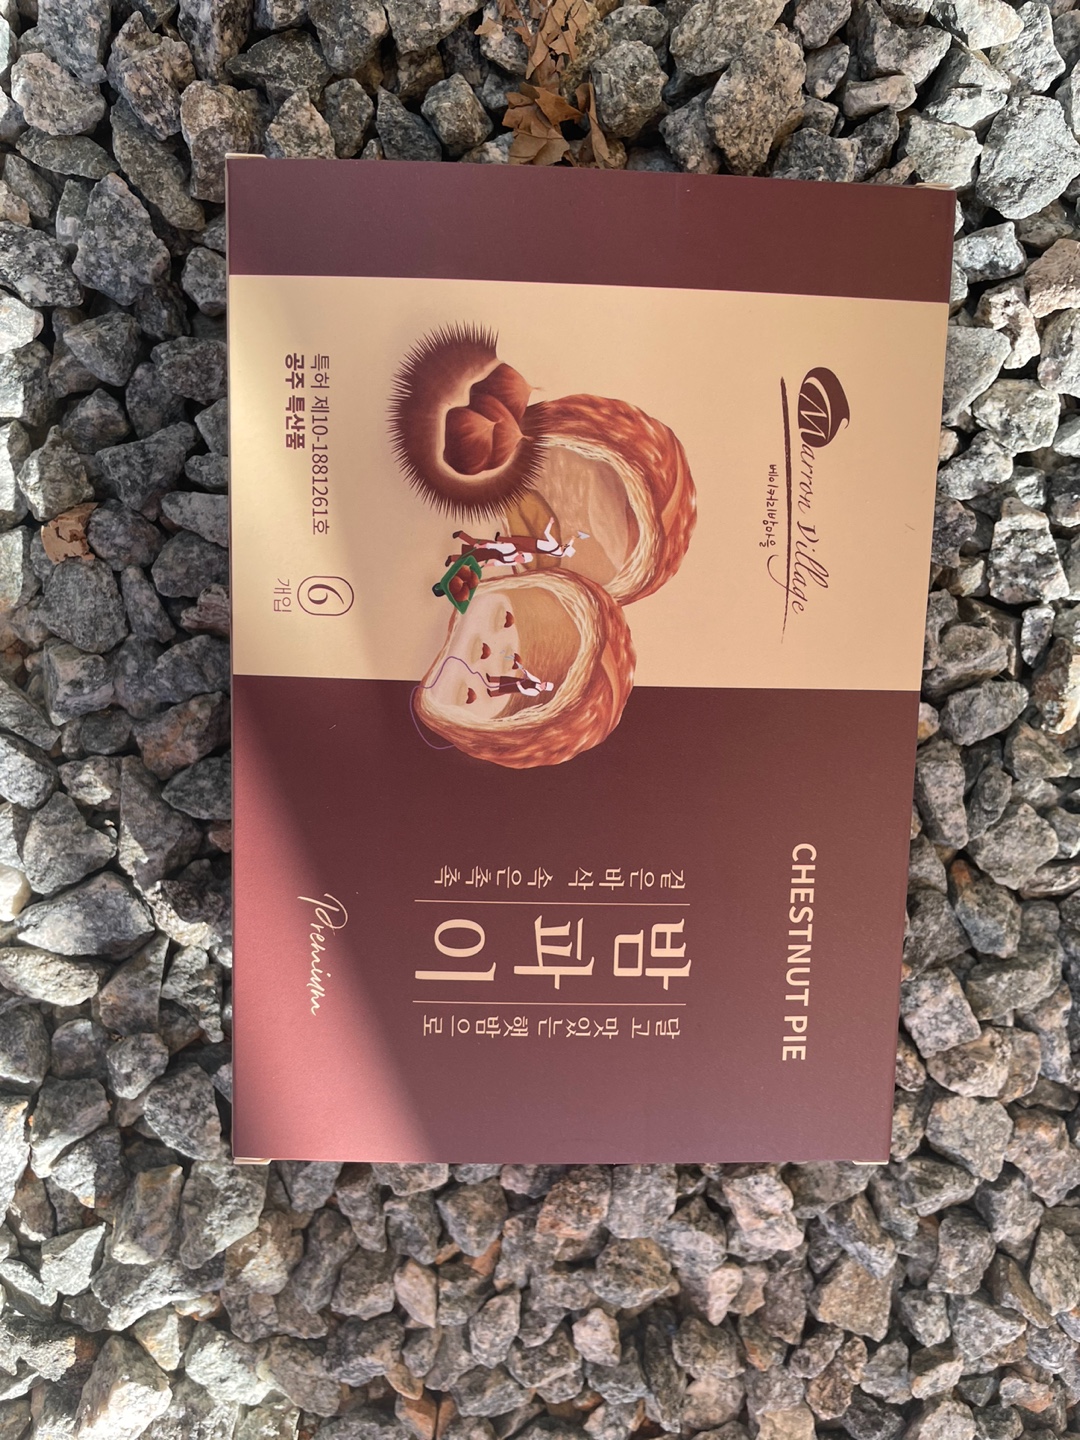 Marron Village
베이커리밤마을
CHESTNUT PIE
겉은바삭 속은촉촉
밤파이
달고 맛있는 햇밤으로
특허 제10-1881261호
공주 특산품
6
개입
Premium